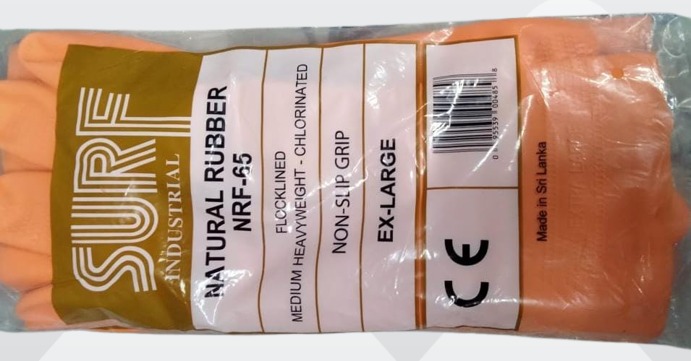 SURF
INDUSTRIAL
NATURAL RUBBER
NRF-65
FLOCKLINED
MEDIUM HEAVYWEIGHT - CHLORINATED
NON-SLIP GRIP
EX-LARGE
CE
Made in Sri Lanka